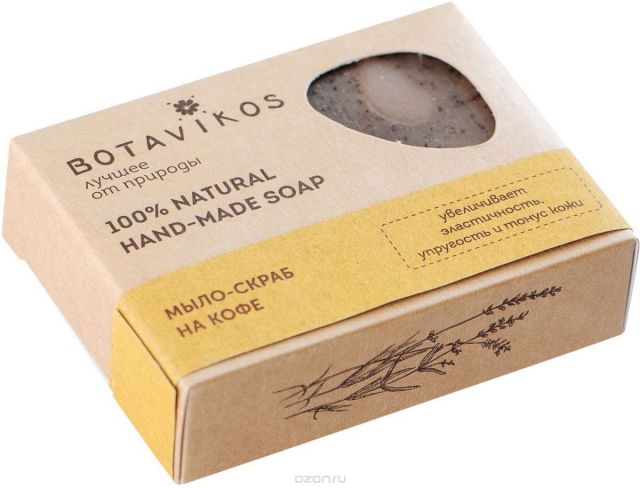 BOTAVIKOS
лучшее
от природы
100% NATURAL
HAND-MADE SOAP
увеличивает
эластичность,
упругость и тонус кожи
МЫЛО-СКРАБ
НА КОФЕ
ozon.ru